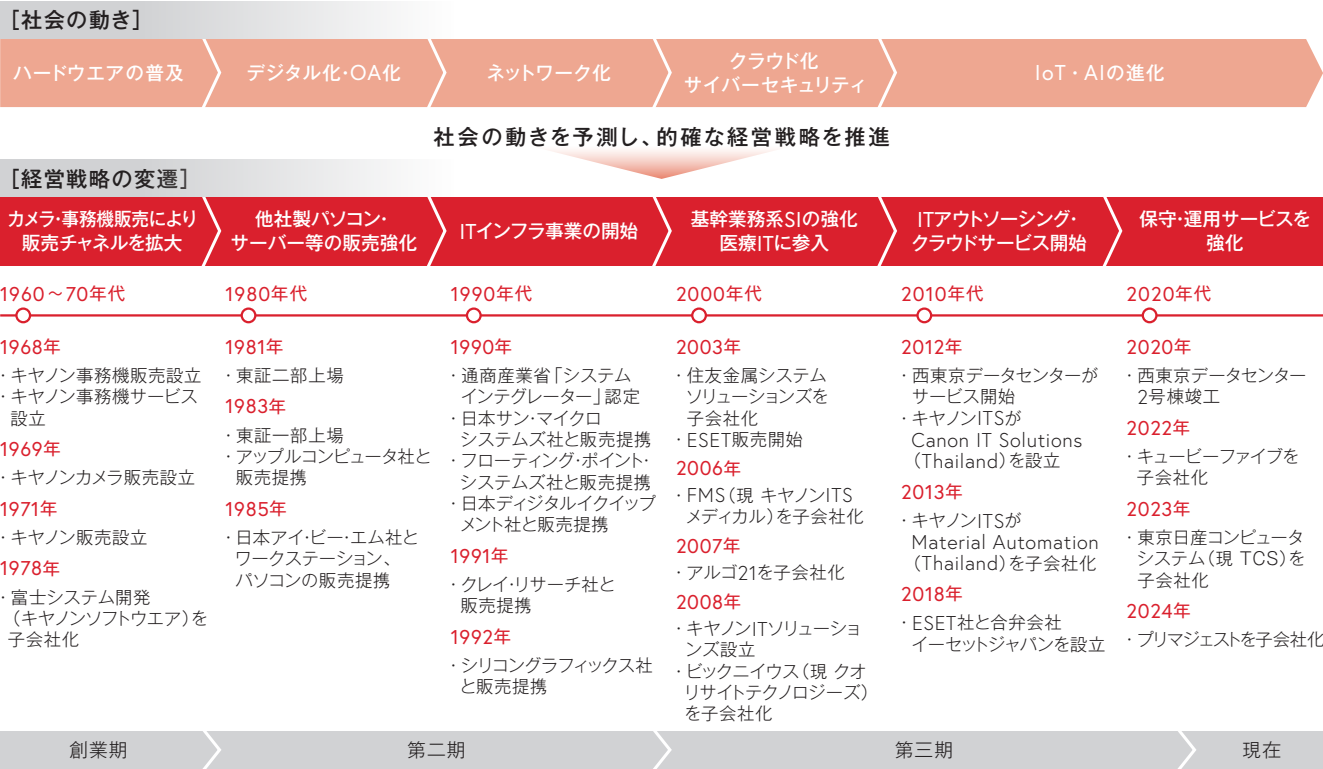 ［社会の動き］
ハードウエアの普及
デジタル化・OA化
ネットワーク化
クラウド化
サイバーセキュリティ
IoT・AIの進化
社会の動きを予測し、的確な経営戦略を推進
［経営戦略の変遷］
カメラ・事務機販売により
販売チャネルを拡大
他社製パソコン・
サーバー等の販売強化
ITインフラ事業の開始
基幹業務系SIの強化
医療ITに参入
ITアウトソーシング・
クラウドサービス開始
保守・運用サービスを
強化
1960～70年代
1968年
・キヤノン事務機販売設立
・キヤノン事務機サービス
設立
1969年
・キヤノンカメラ販売設立
1971年
・キヤノン販売設立
1978年
・富士システム開発
（キヤノンソフトウエア）を
子会社化
1980年代
1981年
・東証二部上場
1983年
・東証一部上場
・アップルコンピュータ社と
販売提携
1985年
・日本アイ・ビー・エム社と
ワークステーション、
パソコンの販売提携
1990年代
1990年
・通商産業省「システム
インテグレーター」認定
・日本サン・マイクロ
システムズ社と販売提携
・フローティング・ポイント・
システムズ社と販売提携
・日本ディジタルイクイップ
メント社と販売提携
1991年
・クレイ・リサーチ社と
販売提携
1992年
・シリコングラフィックス社
と販売提携
2000年代
2003年
・住友金属システム
ソリューションズを
子会社化
・ESET販売開始
2006年
・FMS（現 キヤノンITS
メディカル）を子会社化
2007年
・アルゴ21を子会社化
2008年
・キヤノンITソリューショ
ンズ設立
・ビックニイウス（現 クオ
リサイトテクノロジーズ）
を子会社化
2010年代
2012年
・西東京データセンターが
サービス開始
・キヤノンITSが
Canon IT Solutions
（Thailand）を設立
2013年
・キヤノンITSが
Material Automation
（Thailand）を子会社化
2018年
・ESET社と合弁会社
イーセットジャパンを設立
2020年代
2020年
・西東京データセンター
2号棟竣工
2022年
・キュービーファイブを
子会社化
2023年
・東京日産コンピュータ
システム（現 TCS）を
子会社化
2024年
・プリマジェストを子会社化
創業期
第二期
第三期
現在